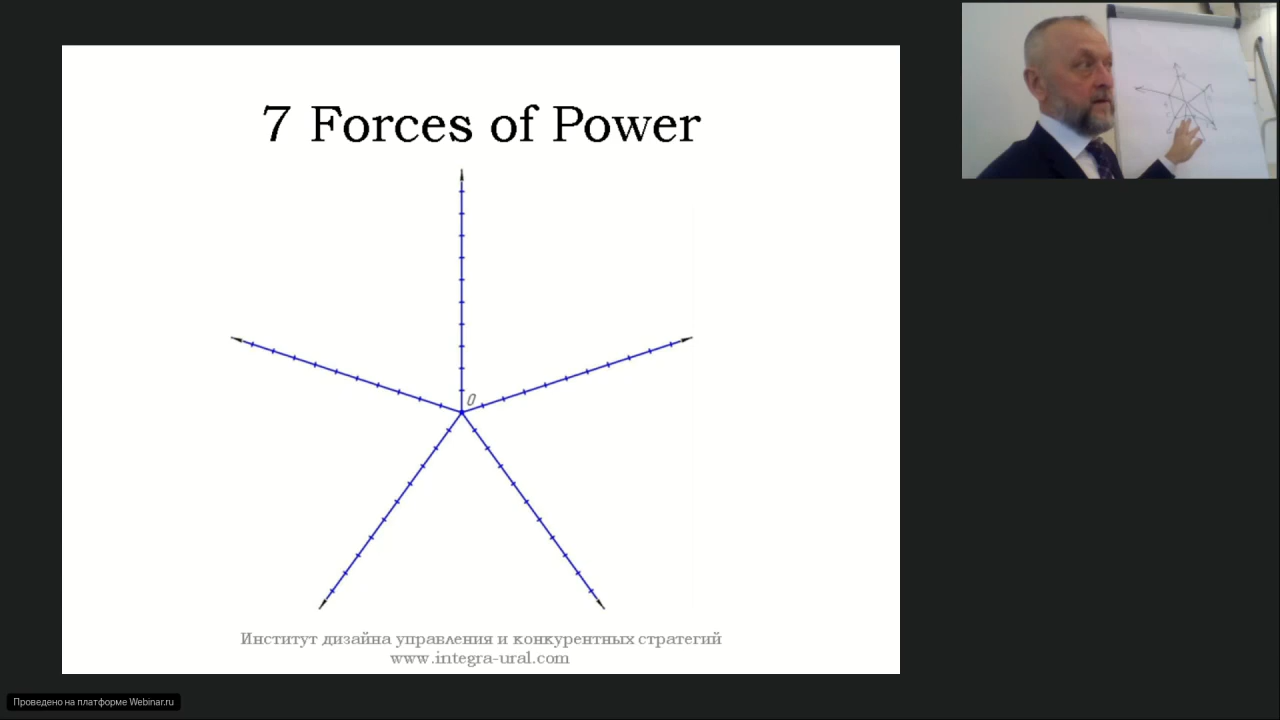 7 Forces of Power
0
Институт дизайна управления и конкурентных стратегий
www.integra-ural.com
Проведено на платформе Webinar.ru